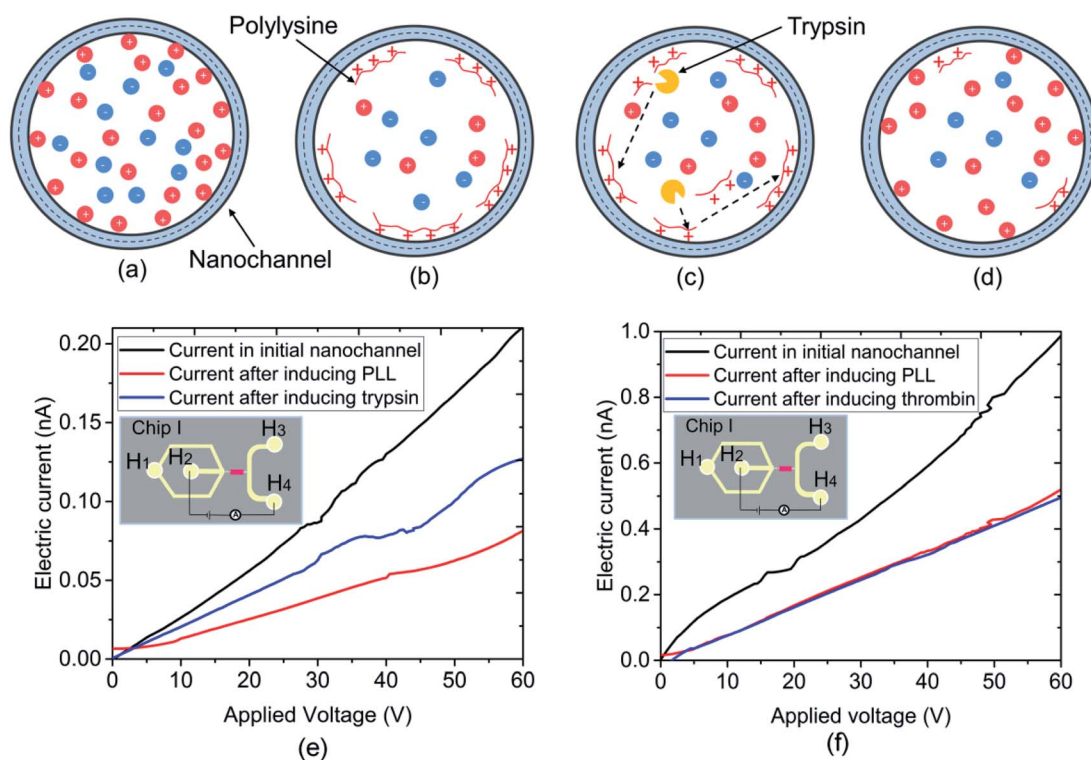 Polylysine
Trypsin
Nanochannel
(a)
(b)
(c)
(d)
Electric current (nA)
0.20
0.15
0.10
0.05
0.00
Current in initial nanochannel
Current after inducing PLL
Current after inducing trypsin
Chip I
H1
H2
H3
H4
A
0
10
20
30
40
50
60
Applied Voltage (V)
(e)
Electric current (nA)
1.0
0.8
0.6
0.4
0.2
0.0
Current in initial nanochannel
Current after inducing PLL
Current after inducing thrombin
Chip I
H1
H2
H3
H4
A
0
10
20
30
40
50
60
Applied voltage (V)
(f)